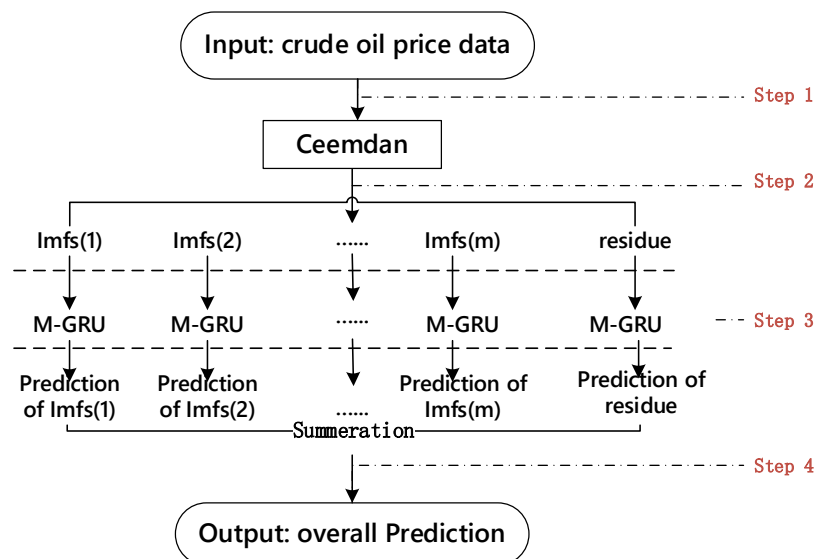 Input: crude oil price data
Step 1
Ceemdan
Step 2
Imfs(1) Imfs(2) ...... Imfs(m) residue
M-GRU M-GRU ...... M-GRU M-GRU
Step 3
Prediction of Imfs(1)
Prediction of Imfs(2)
......
Prediction of Imfs(m)
Prediction of residue
Summeration
Step 4
Output: overall Prediction